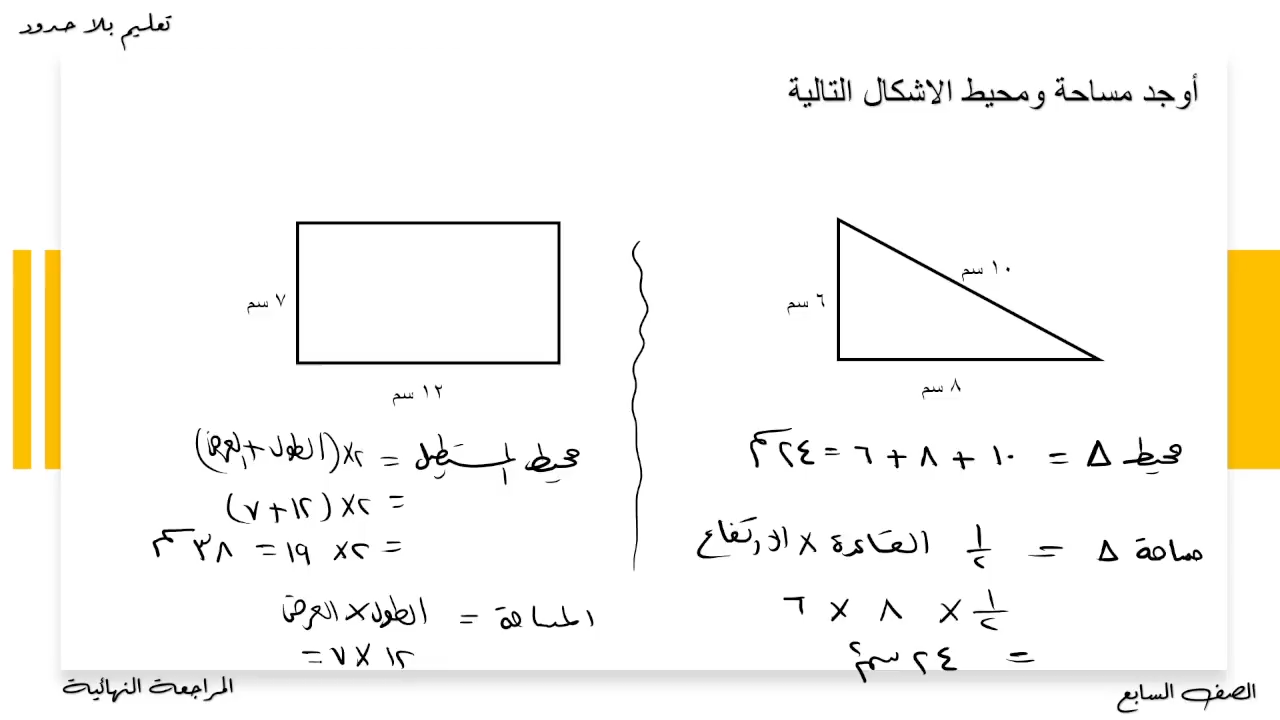 تعليم بلا حدود
أوجد مساحة ومحيط الاشكال التالية
١٠ سم
٦ سم
٨ سم
محيط Δ = ١٠ + ٨ + ٦ = ٢٤ سم
مساحة Δ = ١/٢ القاعدة × الارتفاع
١/٢ × ٨ × ٦
= ٢٤ سم٢
٧ سم
١٢ سم
محيط المستطيل = ٢× (الطول + العرض)
= ٢× (١٢ + ٧)
= ٢× ١٩ = ٣٨ سم
المساحة = الطول × العرض
١٢ × ٧ =
الصف السابع
المراجعة النهائية